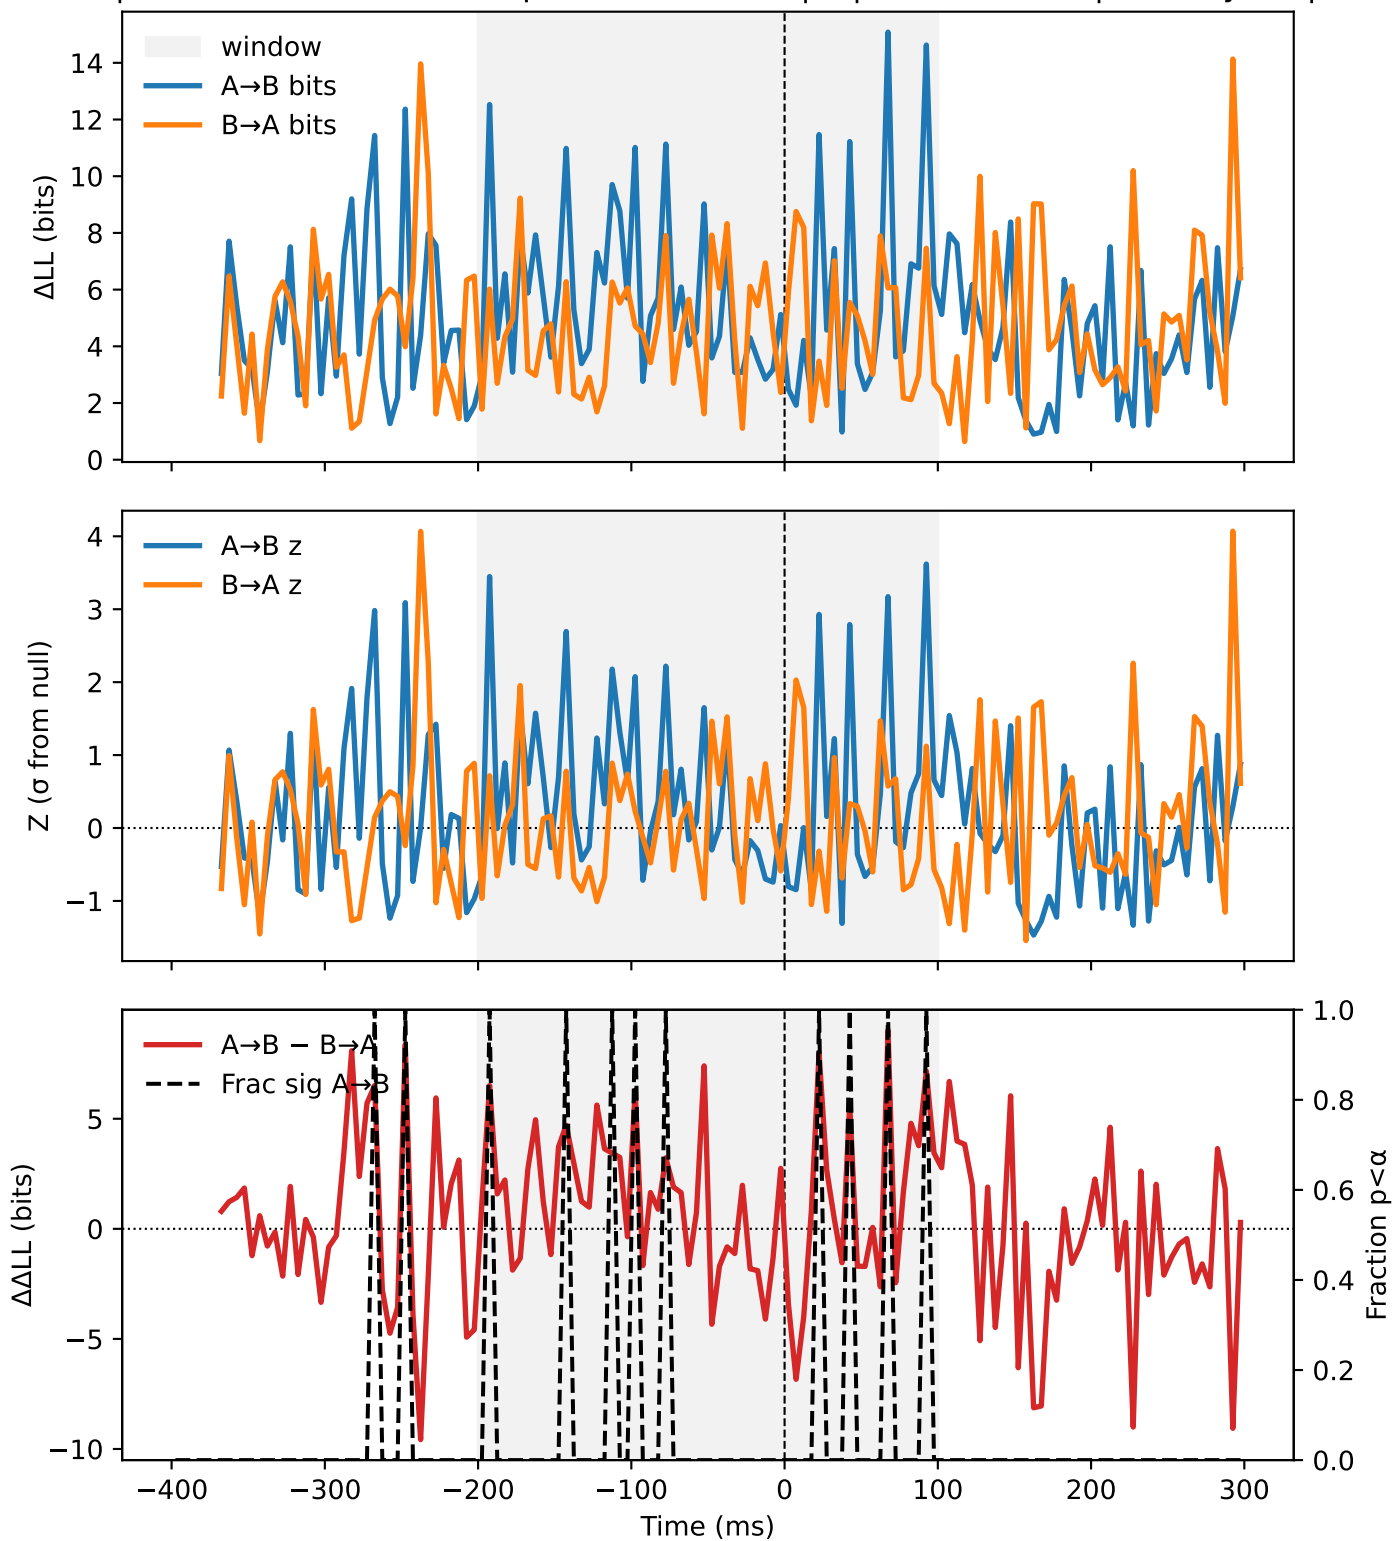 window
A→B bits
B→A bits
ΔLL (bits)
14
12
10
8
6
4
2
0
A→B z
B→A z
Z (σ from null)
4
3
2
1
0
−1
A→B − B→A
Frac sig A→B
ΔΔLL (bits)
5
0
−5
−10
1.0
0.8
0.6
0.4
0.2
0.0
Fraction p<α
−400 −300 −200 −100 0 100 200 300
Time (ms)